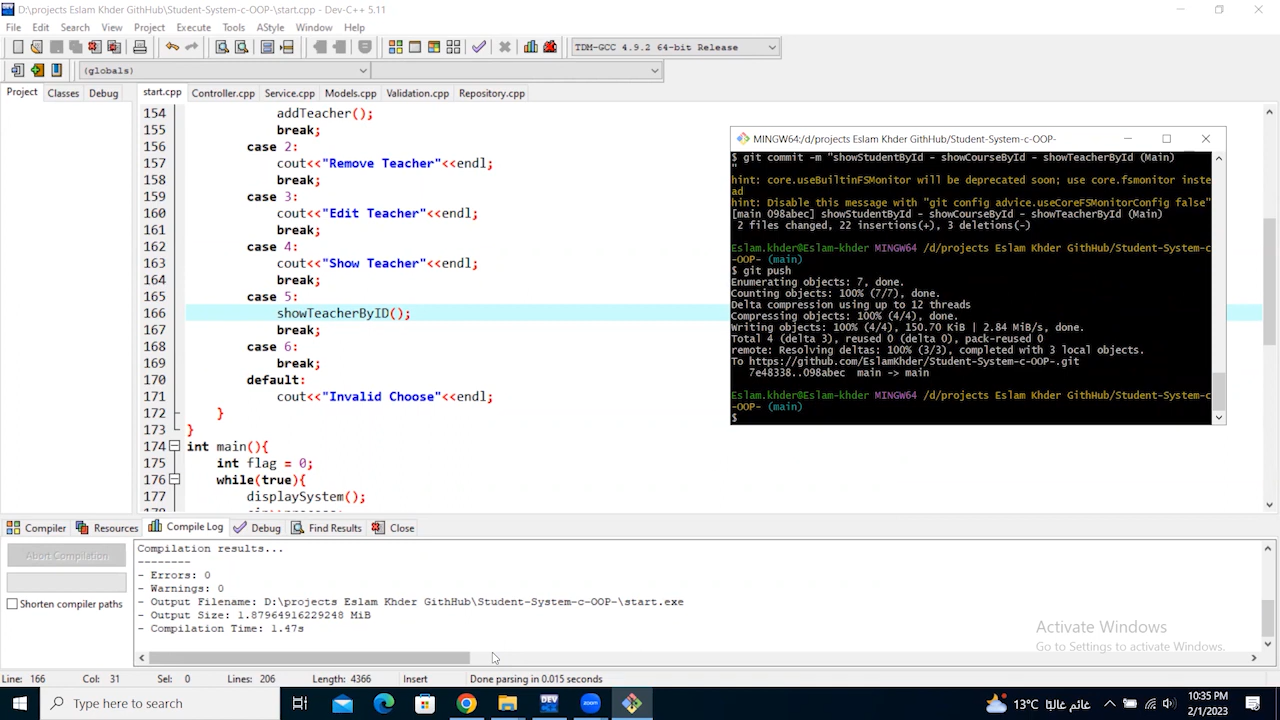 D:\projects Eslam Khder GithHub\Student-System-c-OOP-\start.cpp - Dev-C++ 5.11
File Edit Search View Project Execute Tools AStyle Window Help
TDM-GCC 4.9.2 64-bit Release
(globals)
Project Classes Debug
start.cpp Controller.cpp Service.cpp Models.cpp Validation.cpp Repository.cpp
154 addTeacher();
155 break;
156 case 2:
157 cout<<"Remove Teacher"<<endl;
158 break;
159 case 3:
160 cout<<"Edit Teacher"<<endl;
161 break;
162 case 4:
163 cout<<"Show Teacher"<<endl;
164 break;
165 case 5:
166 showTeacherByID();
167 break;
168 case 6:
169 break;
170 default:
171 cout<<"Invalid Choose"<<endl;
172 }
173 }
174 int main(){
175 int flag = 0;
176 while(true){
177 displaySystem();
MINGW64:/d/projects Eslam Khder GithHub/Student-System-c-OOP-
$ git commit -m "showStudentById - showCourseById - showTeacherById (Main)
"
hint: core.useBuiltinFSMonitor will be deprecated soon; use core.fsmonitor inste
ad
hint: Disable this message with "git config advice.useCoreFSMonitorConfig false"
[main 098abec] showStudentById - showCourseById - showTeacherById (Main)
2 files changed, 22 insertions(+), 3 deletions(-)
Eslam.khder@Eslam-khder MINGW64 /d/projects Eslam Khder GithHub/Student-System-c
-OOP- (main)
$ git push
Enumerating objects: 7, done.
Counting objects: 100% (7/7), done.
Delta compression using up to 12 threads
Compressing objects: 100% (4/4), done.
Writing objects: 100% (4/4), 150.70 KiB | 2.84 MiB/s, done.
Total 4 (delta 3), reused 0 (delta 0), pack-reused 0
remote: Resolving deltas: 100% (3/3), completed with 3 local objects.
To https://github.com/EslamKhder/Student-System-c-OOP-.git
7e48338..098abec main -> main
Eslam.khder@Eslam-khder MINGW64 /d/projects Eslam Khder GithHub/Student-System-c
-OOP- (main)
$
Compiler Resources Compile Log Debug Find Results Close
Abort Compilation
Shorten compiler paths
Compilation results...
--------
- Errors: 0
- Warnings: 0
- Output Filename: D:\projects Eslam Khder GithHub\Student-System-c-OOP-\start.exe
- Output Size: 1.87964916229248 MiB
- Compilation Time: 1.47s
Activate Windows
Go to Settings to activate Windows.
Line: 166 Col: 31 Sel: 0 Lines: 206 Length: 4366 Insert Done parsing in 0.015 seconds
Type here to search
13°C غائم غالبًا
10:35 PM
2/1/2023